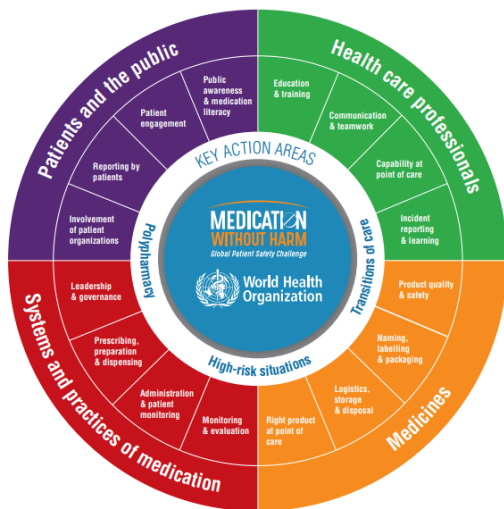 Patients and the public
Public
awareness
& medication
literacy
Patient
engagement
Reporting by
patients
Involvement
of patient
organizations
Health care professionals
Education
& training
Communication
& teamwork
Capability at
point of care
Incident
reporting
& learning
Medicines
Product quality
& safety
Naming,
labelling
& packaging
Logistics,
storage
& disposal
Right product
at point of
care
Systems and practices of medication
Leadership
& governance
Prescribing,
preparation
& dispensing
Administration
& patient
monitoring
Monitoring
& evaluation
KEY ACTION AREAS
Polypharmacy
Transitions of care
High-risk situations
MEDICATION
WITHOUT HARM
Global Patient Safety Challenge
World Health
Organization